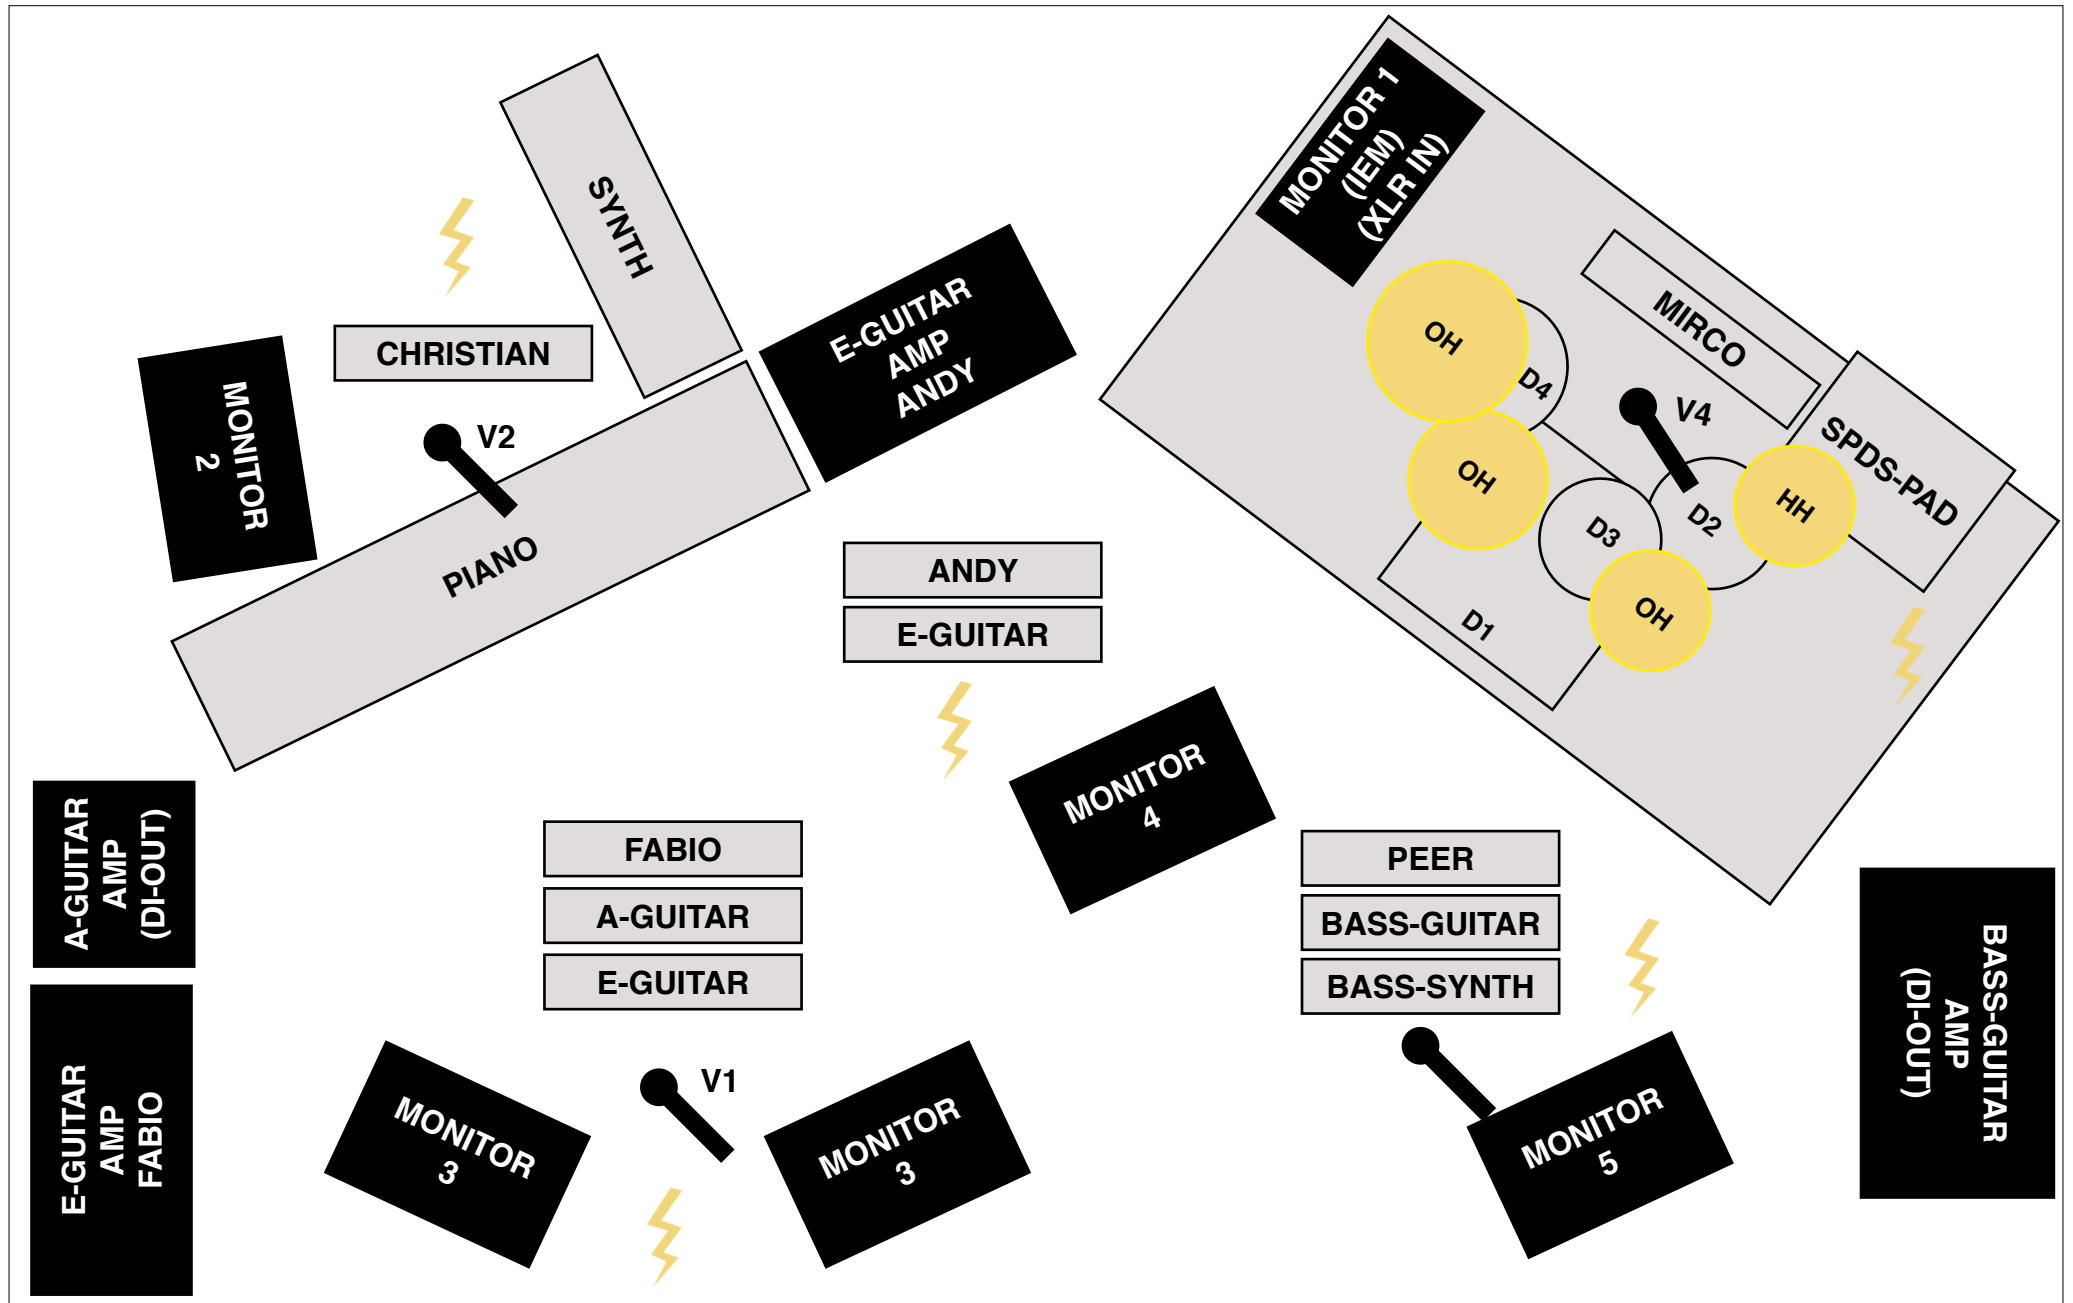 MONITOR 1
(IEM)
(XLR IN)
SYNTH
MIRCO
E-GUITAR
AMP
ANDY
CHRISTIAN
OH
D4
V4
SPDS-PAD
MONITOR
2
V2
OH
HH
D2
D3
PIANO
ANDY
E-GUITAR
OH
D1
MONITOR
4
A-GUITAR
AMP
(DI-OUT)
FABIO
A-GUITAR
E-GUITAR
PEER
BASS-GUITAR
BASS-SYNTH
BASS-GUITAR
AMP
(DI-OUT)
E-GUITAR
AMP
FABIO
MONITOR
3
V1
MONITOR
3
MONITOR
5